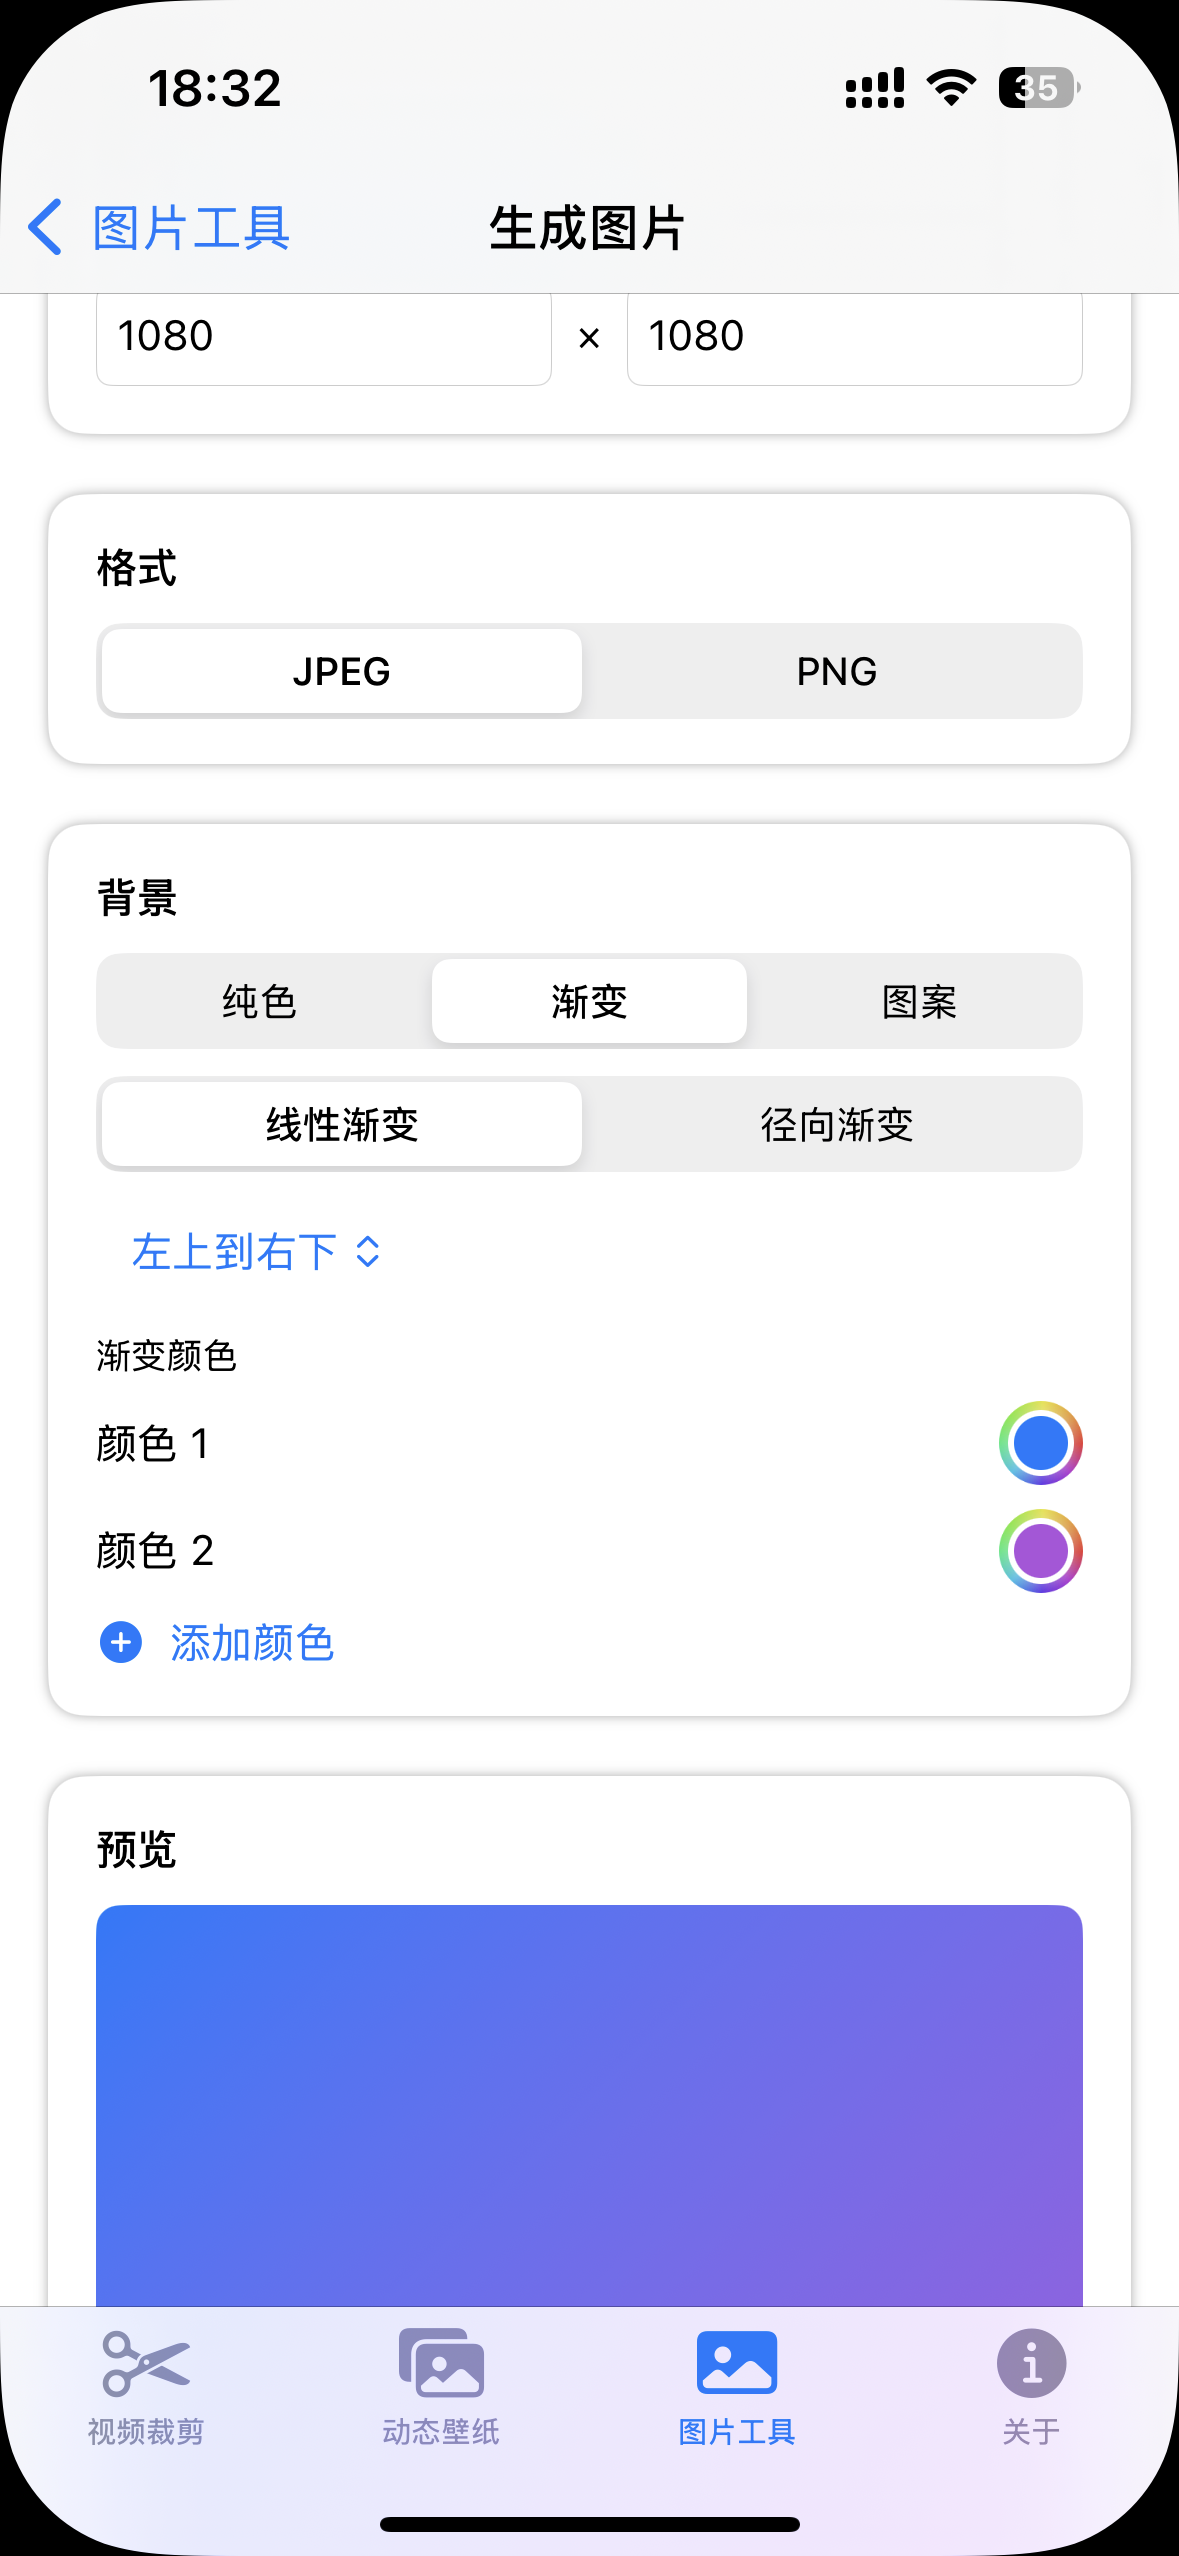 18:32
35
图片工具
生成图片
1080 × 1080
格式
JPEG
PNG
背景
纯色
渐变
图案
线性渐变
径向渐变
左上到右下
渐变颜色
颜色 1
颜色 2
添加颜色
预览
视频裁剪
动态壁纸
图片工具
关于